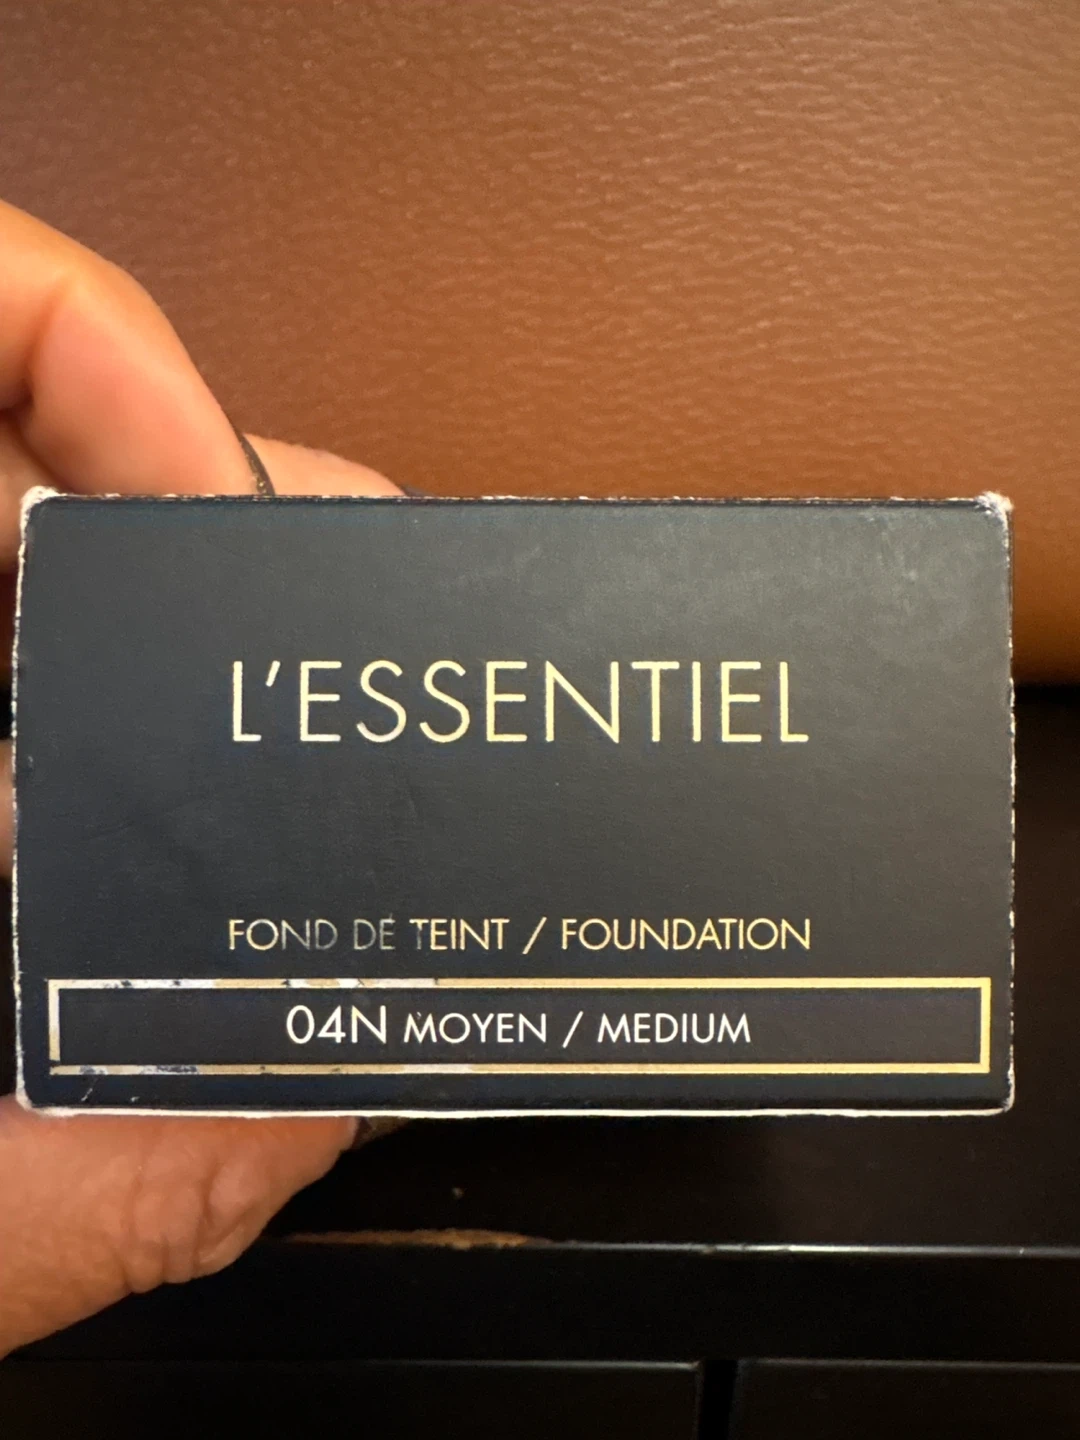 L'ESSENTIEL
FOND DE TEINT / FOUNDATION
04N MOYEN / MEDIUM